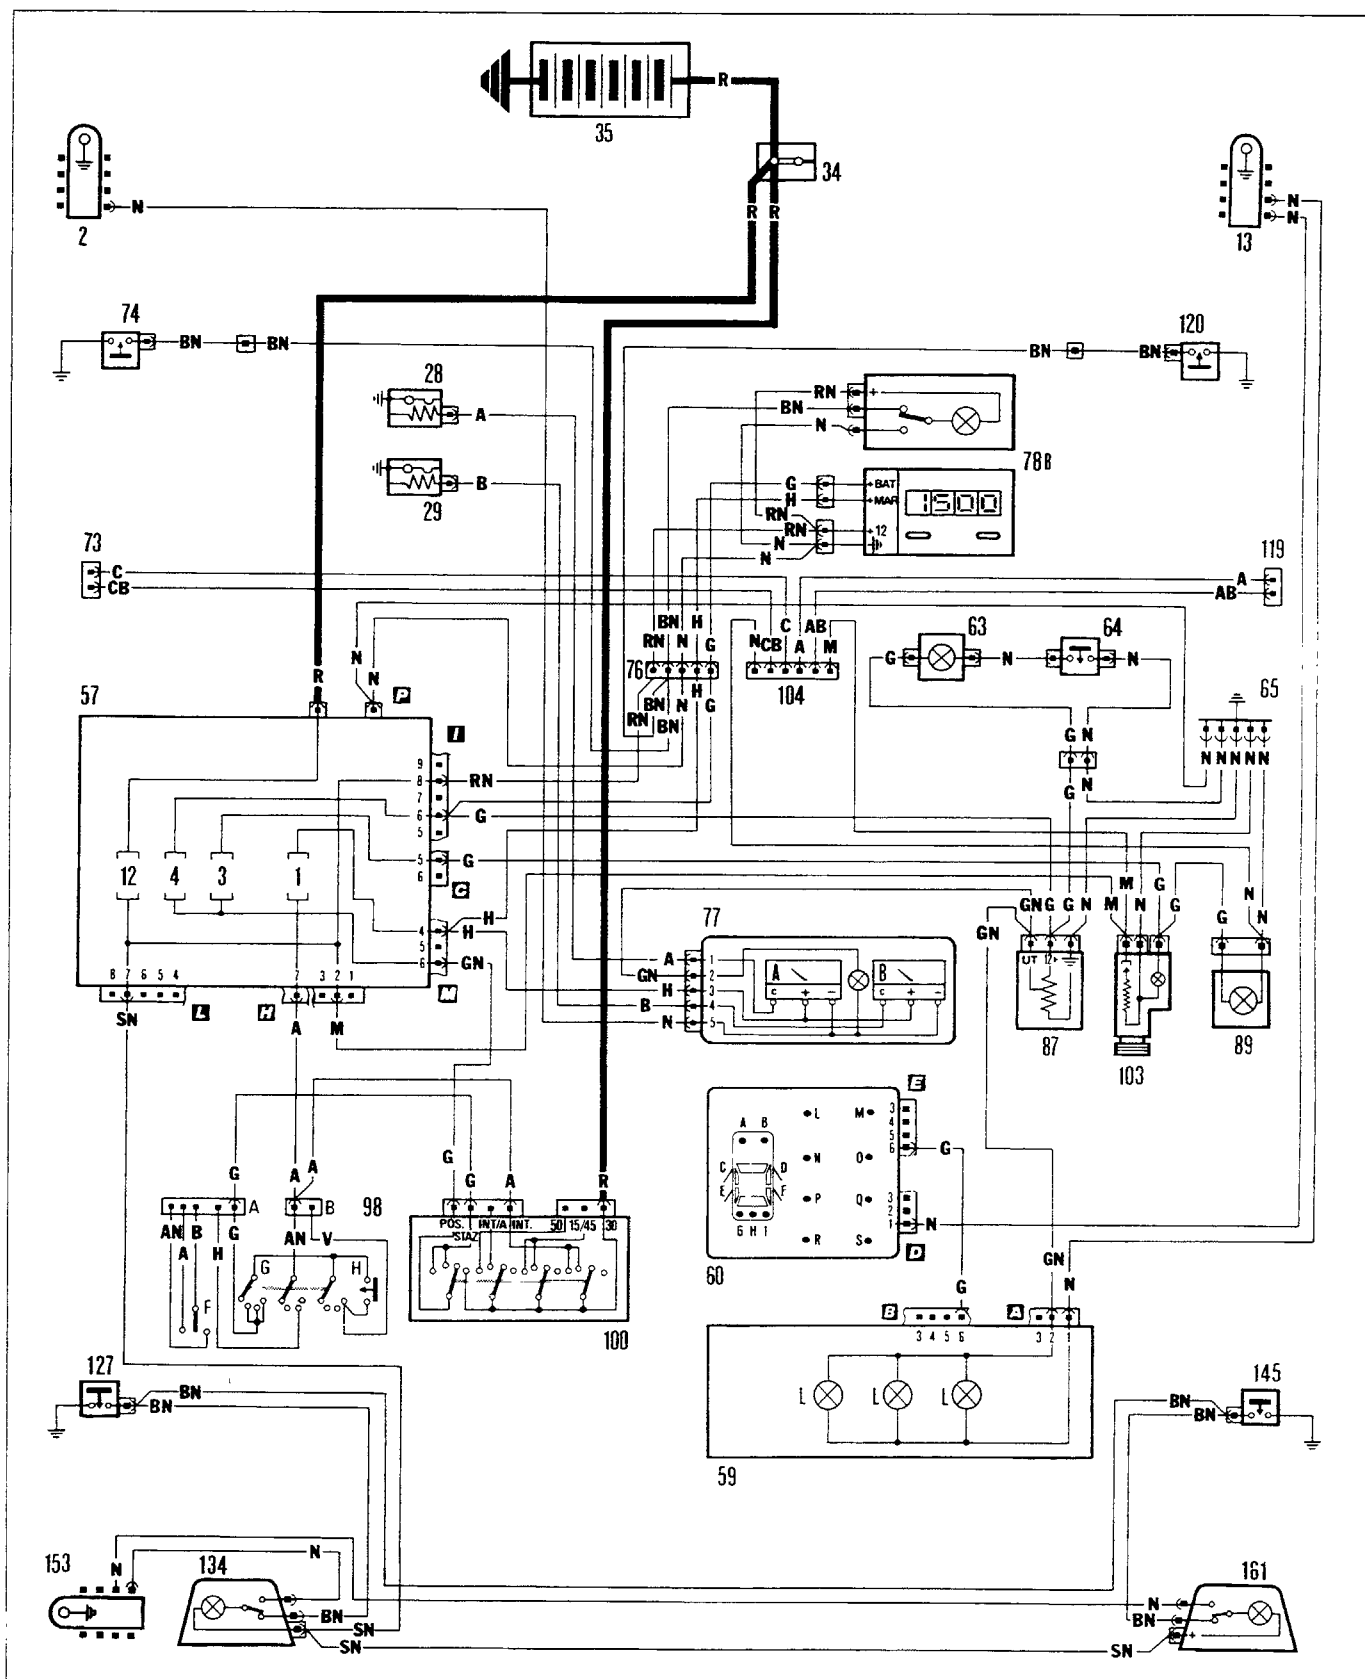 R
35
34
2
N
13
N
N
R R
74
BN
BN
120
BN
BN
28
A
29
B
RN
+
BN
N
78B
G
+BAT
H
+MAR
1500
RN
RN
+12
N
N
73
C
CB
119
A
AB
BN H
RN N G
76
C AB
N CB A M
104
63
G
N
64
N
65
N
N
R
P
57
BN N H G
RN BN
G N
N N N N N
G N
I
9
8
RN
7
6
G
5
12 4 3 1
5
G
6
C
4
H
H
5
6
GN
M
8 7 6 5 4
7
3 2 1
L
H
SN
A
M
77
A 1
GN 2
H 3
B 4
N 5
A
c + −
B
c + −
GN
GN G G N
UT 12+
87
M
M N
G
G
103
G
N
N
89
E
3
4
5
6
G
A B
C D
E F
G H I
L M
N O
P Q
R S
3
2
1
N
D
60
G
A
A
A
B
98
AN B G
A H
AN V
G H
F
G
G
A
R
POS. INT/A INT. 50 15/45 30
STAZ
100
GN
N
G
B
3 4 5 6
A
3 2 1
L L L
59
127
BN
BN
145
BN
BN
153
N
N
134
BN
SN
SN
SN
161
N
BN
+